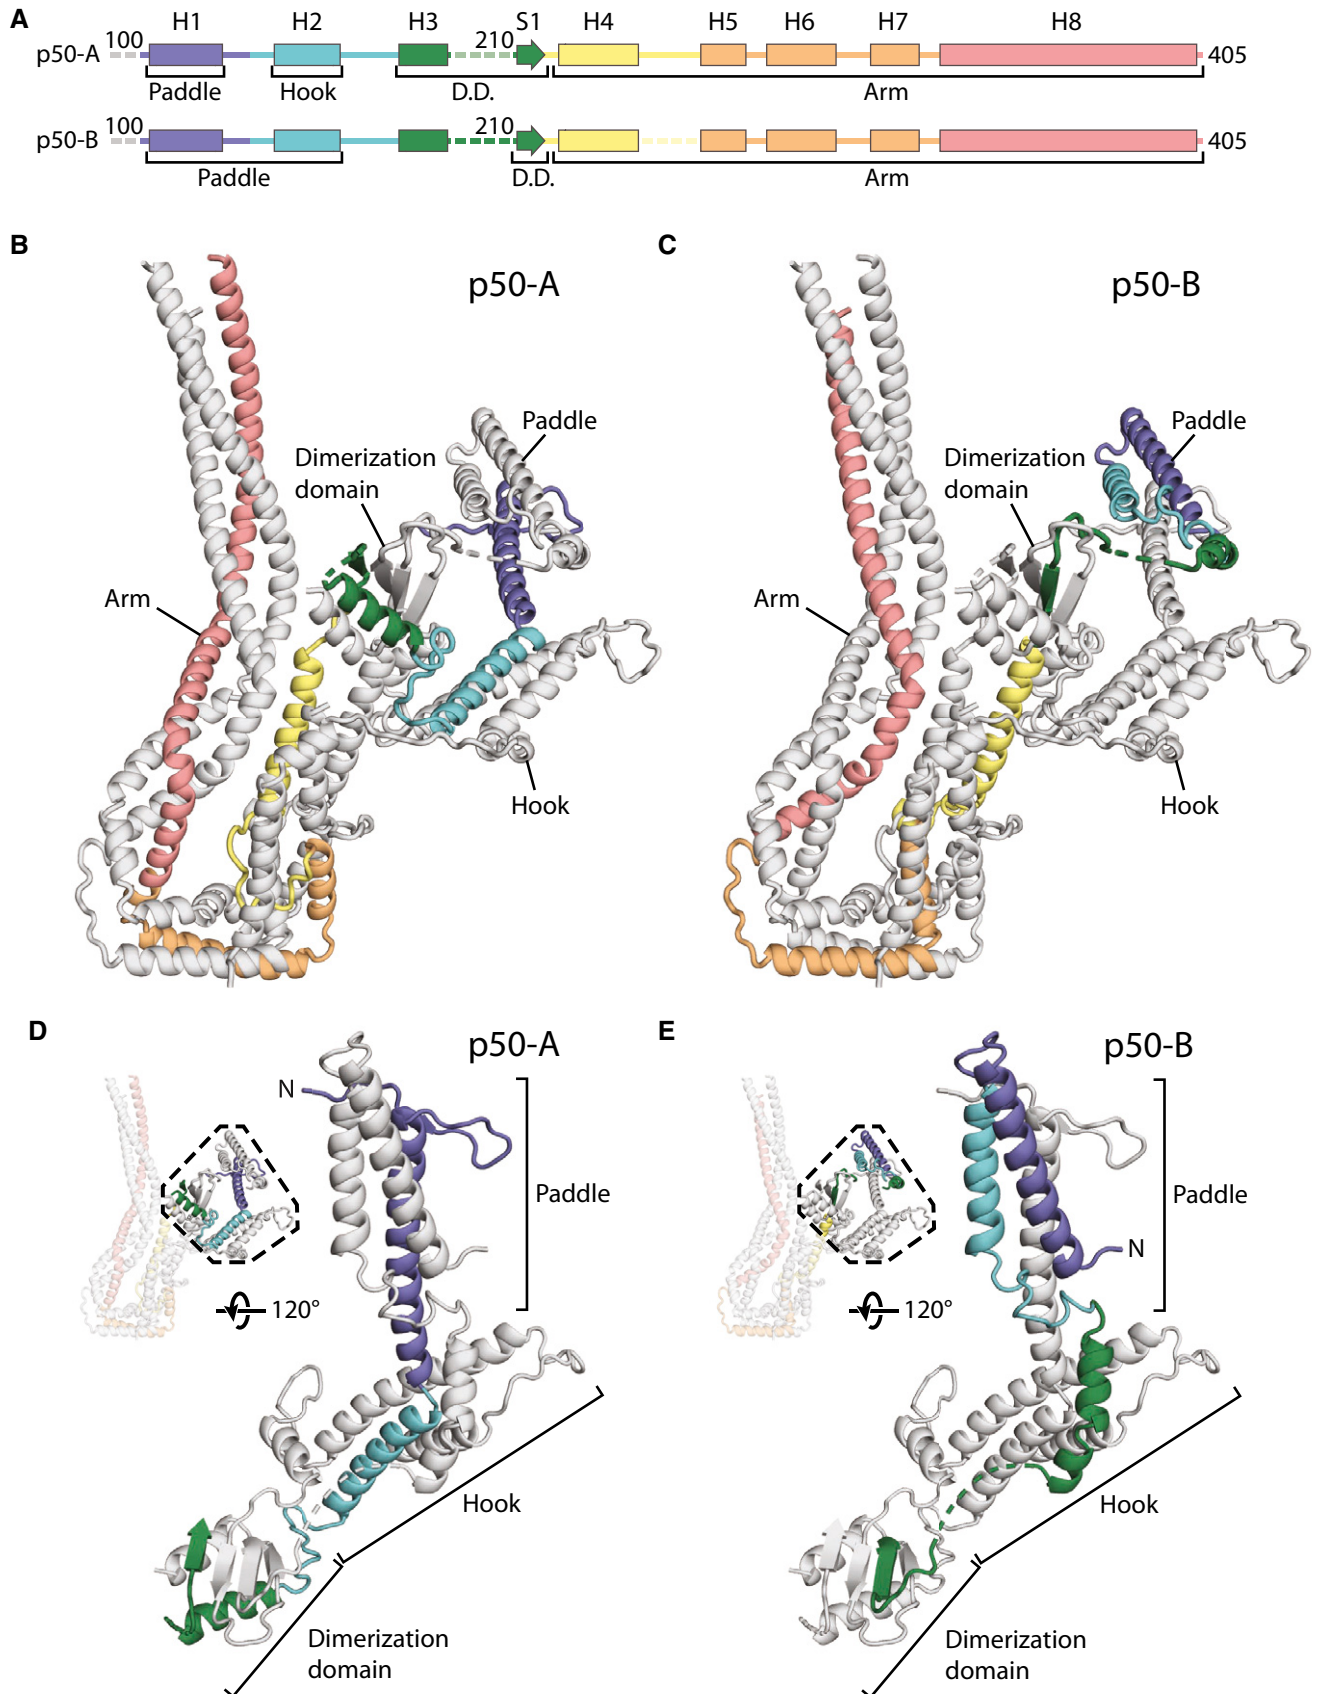 A
H1 H2 H3 S1 H4 H5 H6 H7 H8
p50-A 100 210 405
Paddle Hook D.D. Arm
p50-B 100 210 405
Paddle D.D. Arm
B
p50-A
Paddle
Dimerization
domain
Arm
Hook
C
p50-B
Paddle
Dimerization
domain
Arm
Hook
D
p50-A
N
Paddle
120°
Hook
Dimerization
domain
E
p50-B
N
Paddle
120°
Hook
Dimerization
domain